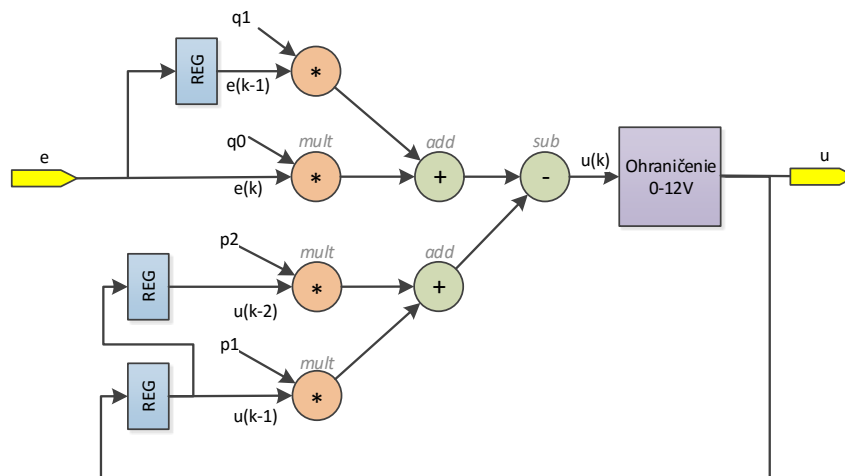 q1
REG
*
e(k-1)
e
q0
mult
*
e(k)
add
+
sub
-
u(k)
Ohraničenie
0-12V
u
p2
REG
mult
*
u(k-2)
add
+
p1
REG
mult
*
u(k-1)